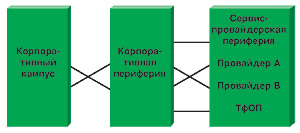 Корпора-
тивный
кампус
Корпора-
тивная
периферия
Сервис-
провайдерская
периферия
Провайдер A
Провайдер B
ТфОП